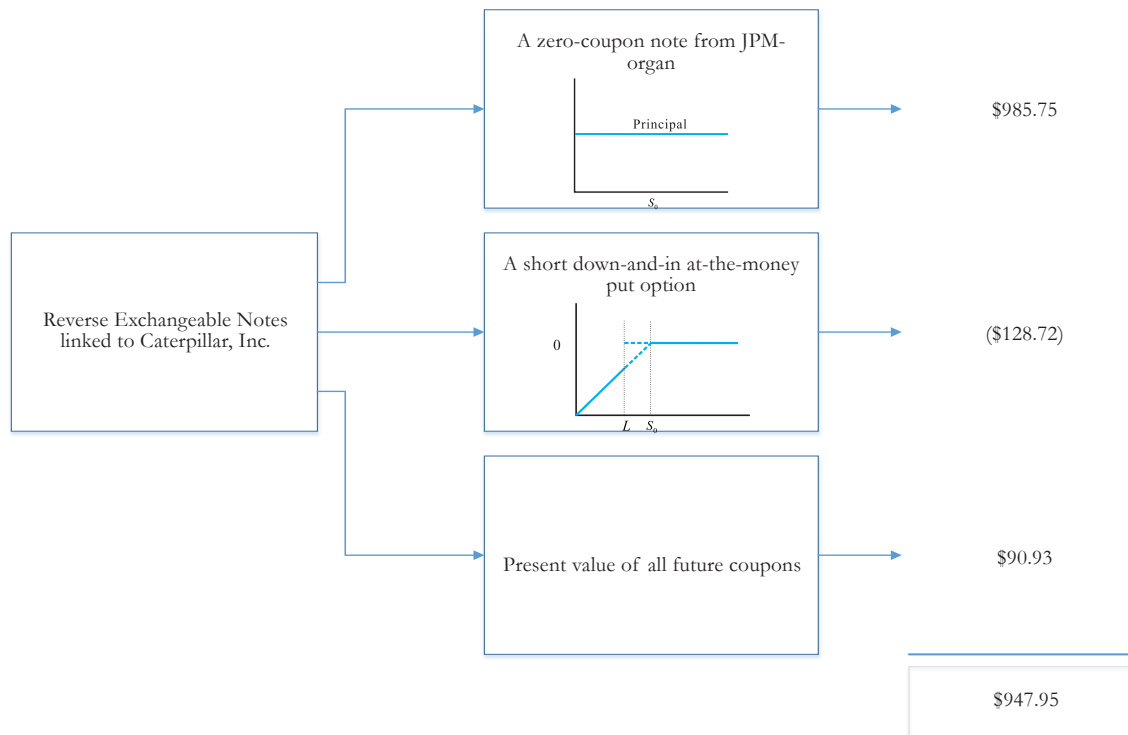 A zero-coupon note from JPM-
organ
Principal
S₀
$985.75
Reverse Exchangeable Notes
linked to Caterpillar, Inc.
A short down-and-in at-the-money
put option
0
L S₀
($128.72)
Present value of all future coupons
$90.93
$947.95